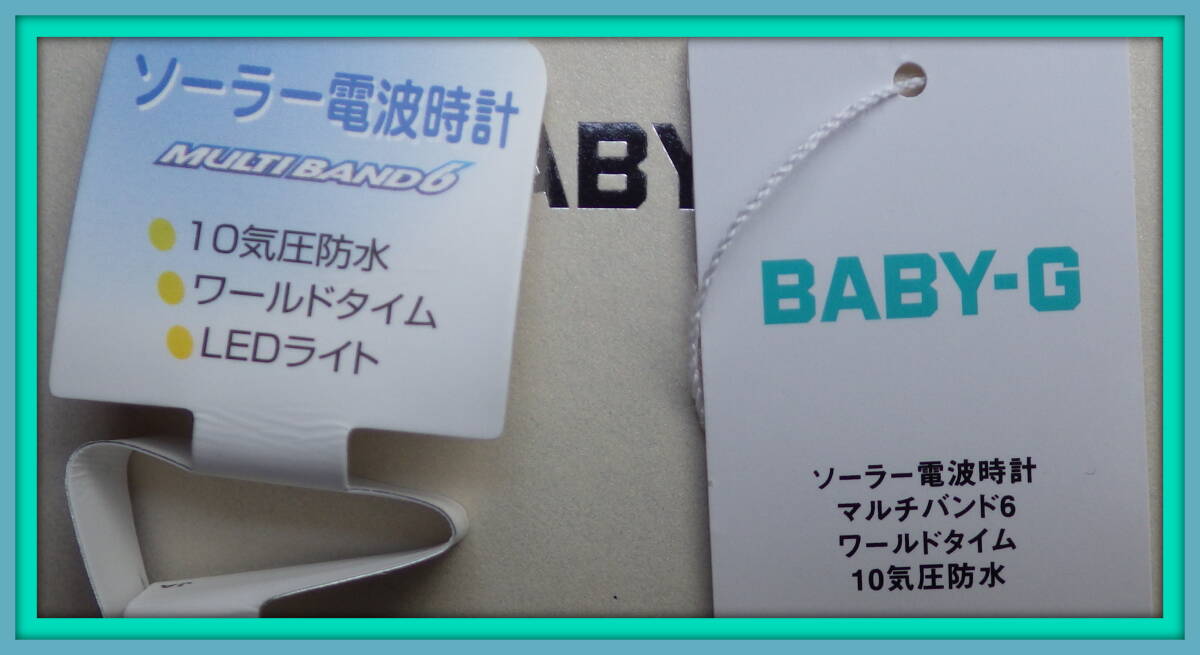 ソーラー電波時計
MULTI BAND6
10気圧防水
ワールドタイム
LEDライト
ABY
BABY-G
ソーラー電波時計
マルチバンド6
ワールドタイム
10気圧防水